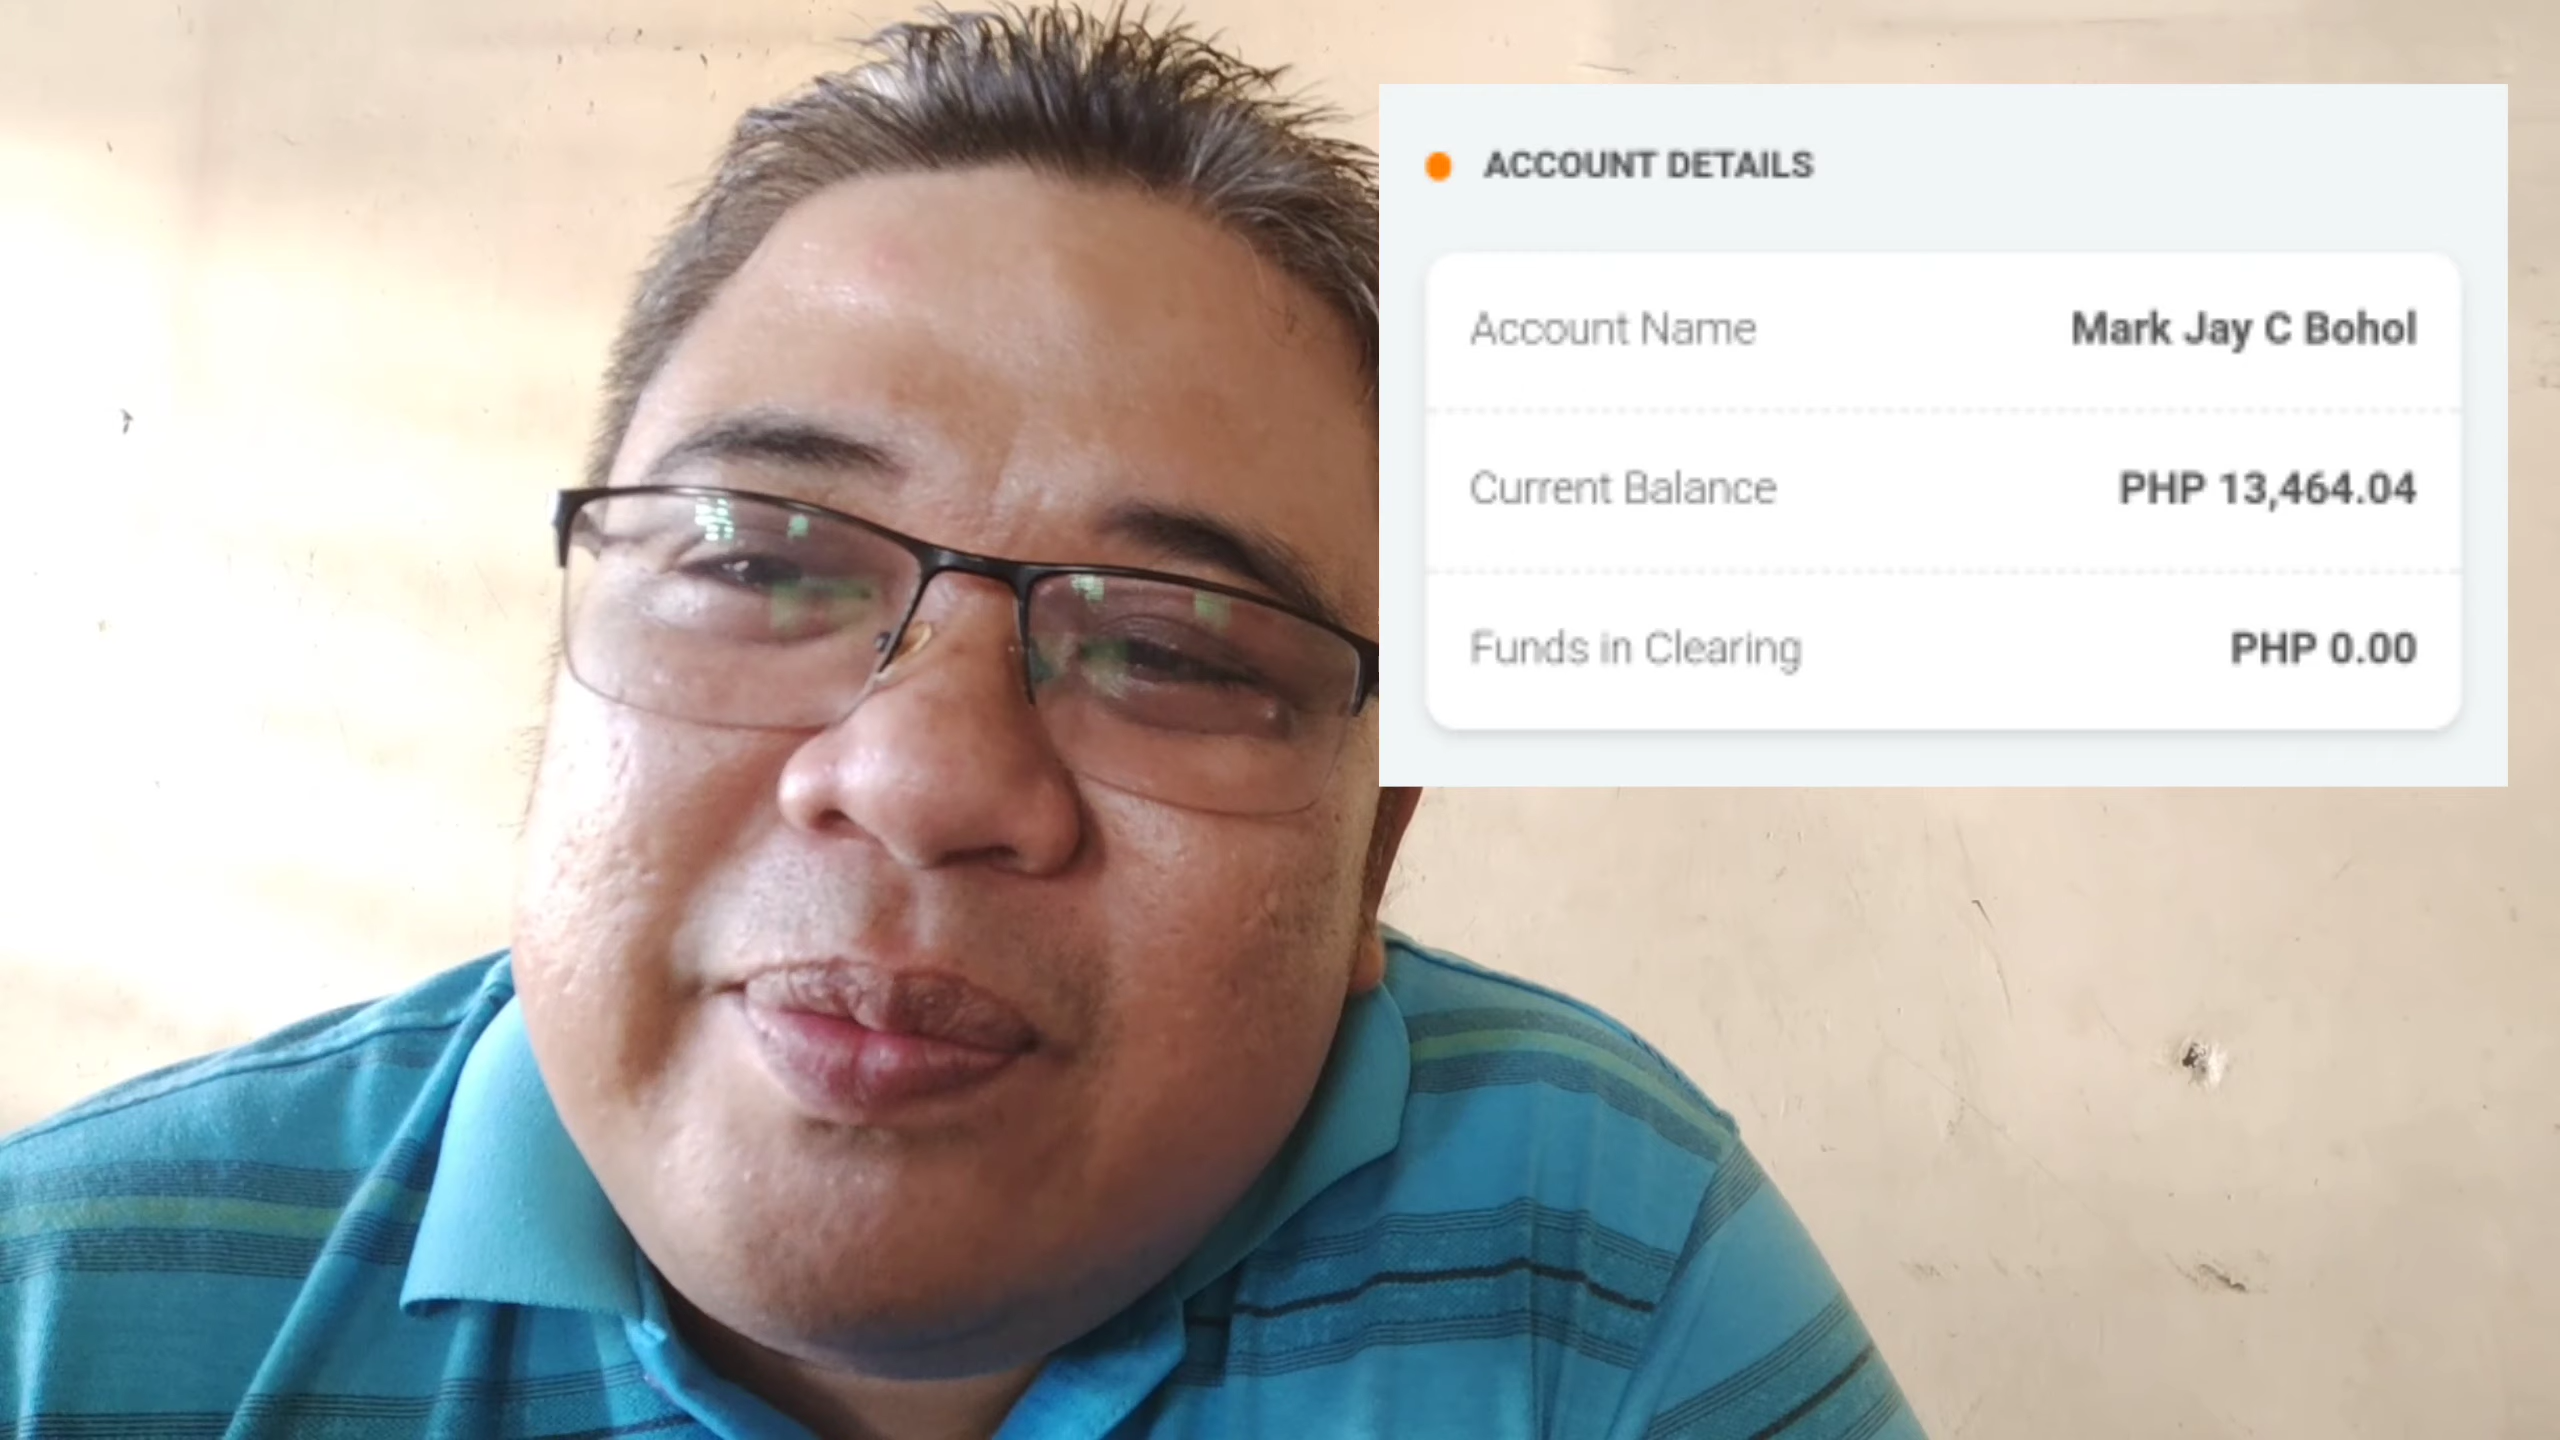 ACCOUNT DETAILS
Account Name Mark Jay C Bohol
Current Balance PHP 13,464.04
Funds in Clearing PHP 0.00